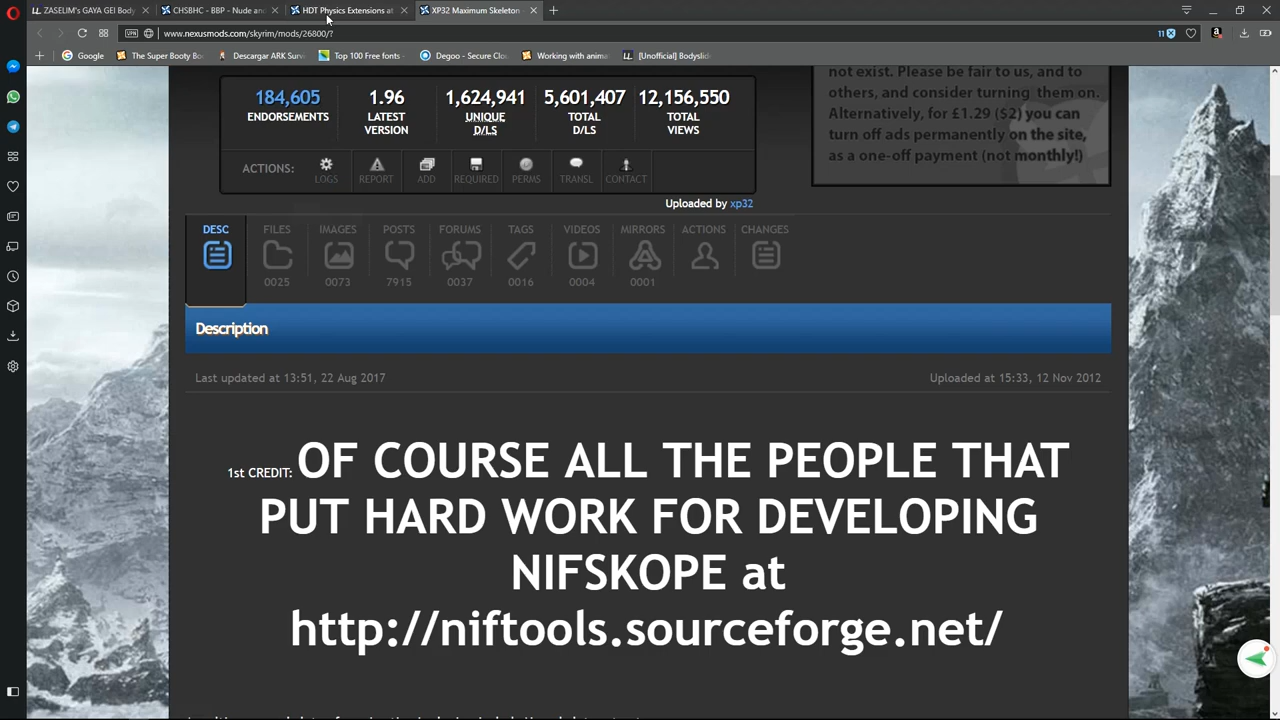 ZASELIM's GAYA GEI Body
CHSBHC - BBP - Nude and
HDT Physics Extensions at
XP32 Maximum Skeleton
VPN
www.nexusmods.com/skyrim/mods/26800/?
11
Google
The Super Booty Bo
Descargar ARK Surv
Top 100 Free fonts -
Degoo - Secure Clo
Working with anima
LL [Unofficial] Bodyslid
not exist. Please be fair to us, and to
others, and consider turning them on.
Alternatively, for £1.29 ($2) you can
turn off ads permanently on the site,
as a one-off payment (not monthly!)
184,605 1.96 1,624,941 5,601,407 12,156,550
ENDORSEMENTS LATEST VERSION UNIQUE D/LS TOTAL D/LS TOTAL VIEWS
ACTIONS: LOGS REPORT ADD REQUIRED PERMS TRANSL CONTACT
Uploaded by xp32
DESC FILES IMAGES POSTS FORUMS TAGS VIDEOS MIRRORS ACTIONS CHANGES
0025 0073 7915 0037 0016 0004 0001
Description
Last updated at 13:51, 22 Aug 2017
Uploaded at 15:33, 12 Nov 2012
1st CREDIT: OF COURSE ALL THE PEOPLE THAT
PUT HARD WORK FOR DEVELOPING
NIFSKOPE at
http://niftools.sourceforge.net/